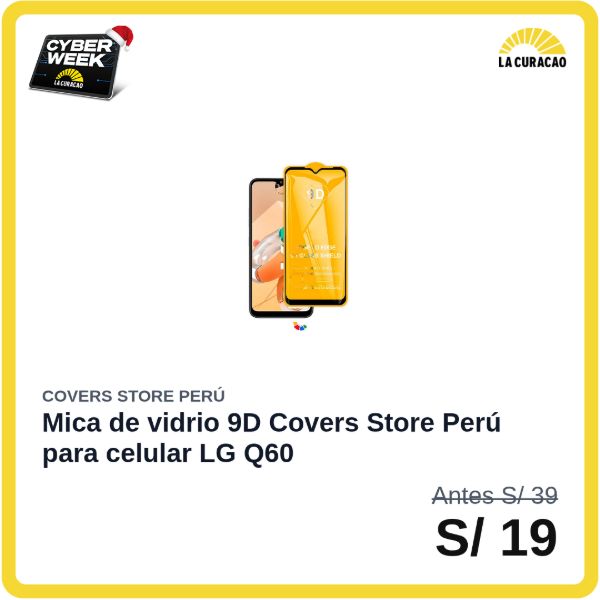 CYBER
WEEK
LA CURACAO
LA CURACAO
9D
COVERS STORE PERÚ
Mica de vidrio 9D Covers Store Perú
para celular LG Q60
Antes S/ 39
S/ 19